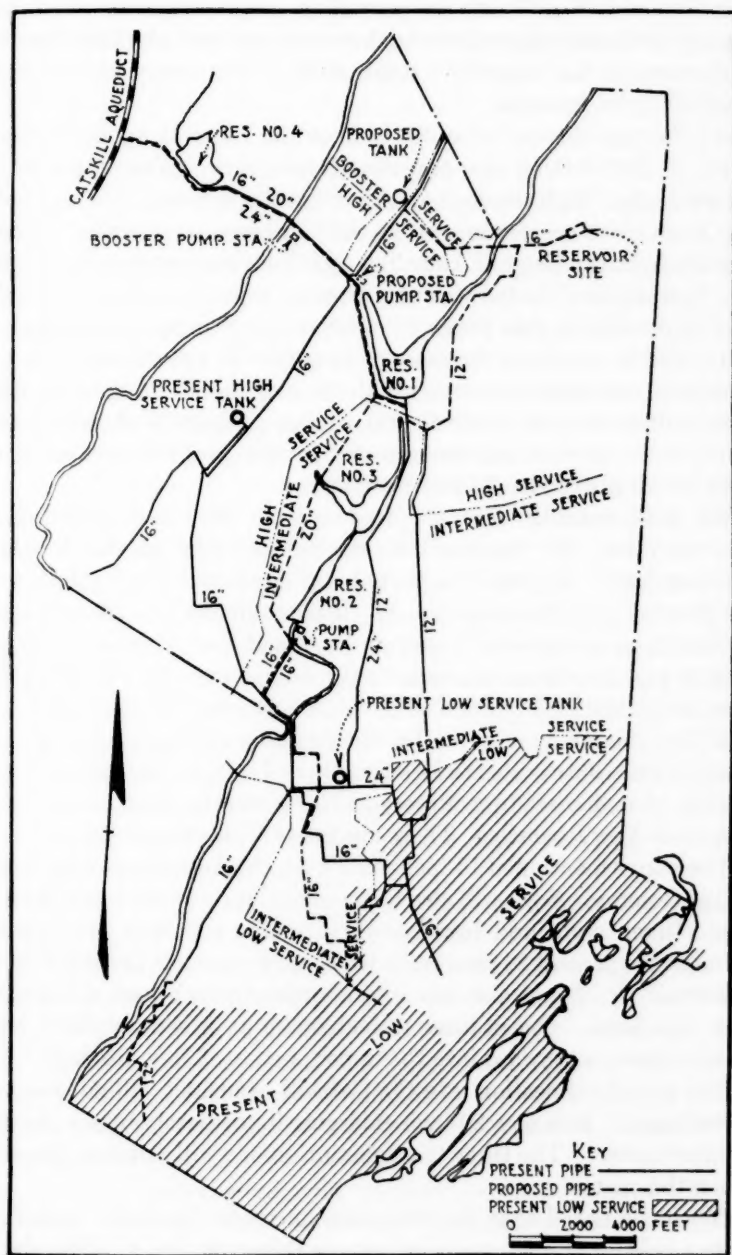 CATSKILL AQUEDUCT
RES. NO. 4
16"
20"
24"
BOOSTER PUMP. STA.
PROPOSED
TANK
BOOSTER SERVICE
HIGH SERVICE
16"
16"
RESERVOIR
SITE
PROPOSED
PUMP. STA.
RES.
NO.1
12"
16"
PRESENT HIGH
SERVICE TANK
HIGH SERVICE
INTERMEDIATE SERVICE
RES.
NO. 3
20"
HIGH SERVICE
INTERMEDIATE SERVICE
16"
16"
RES.
NO. 2
PUMP
STA.
16"
16"
12"
24"
12"
PRESENT LOW SERVICE TANK
INTERMEDIATE SERVICE
LOW SERVICE
24"
16"
16"
16"
6"
INTERMEDIATE
LOW SERVICE
SERVICE
SERVICE
LOW
PRESENT
12"
KEY
PRESENT PIPE
PROPOSED PIPE
PRESENT LOW SERVICE
0 2000 4000 FEET